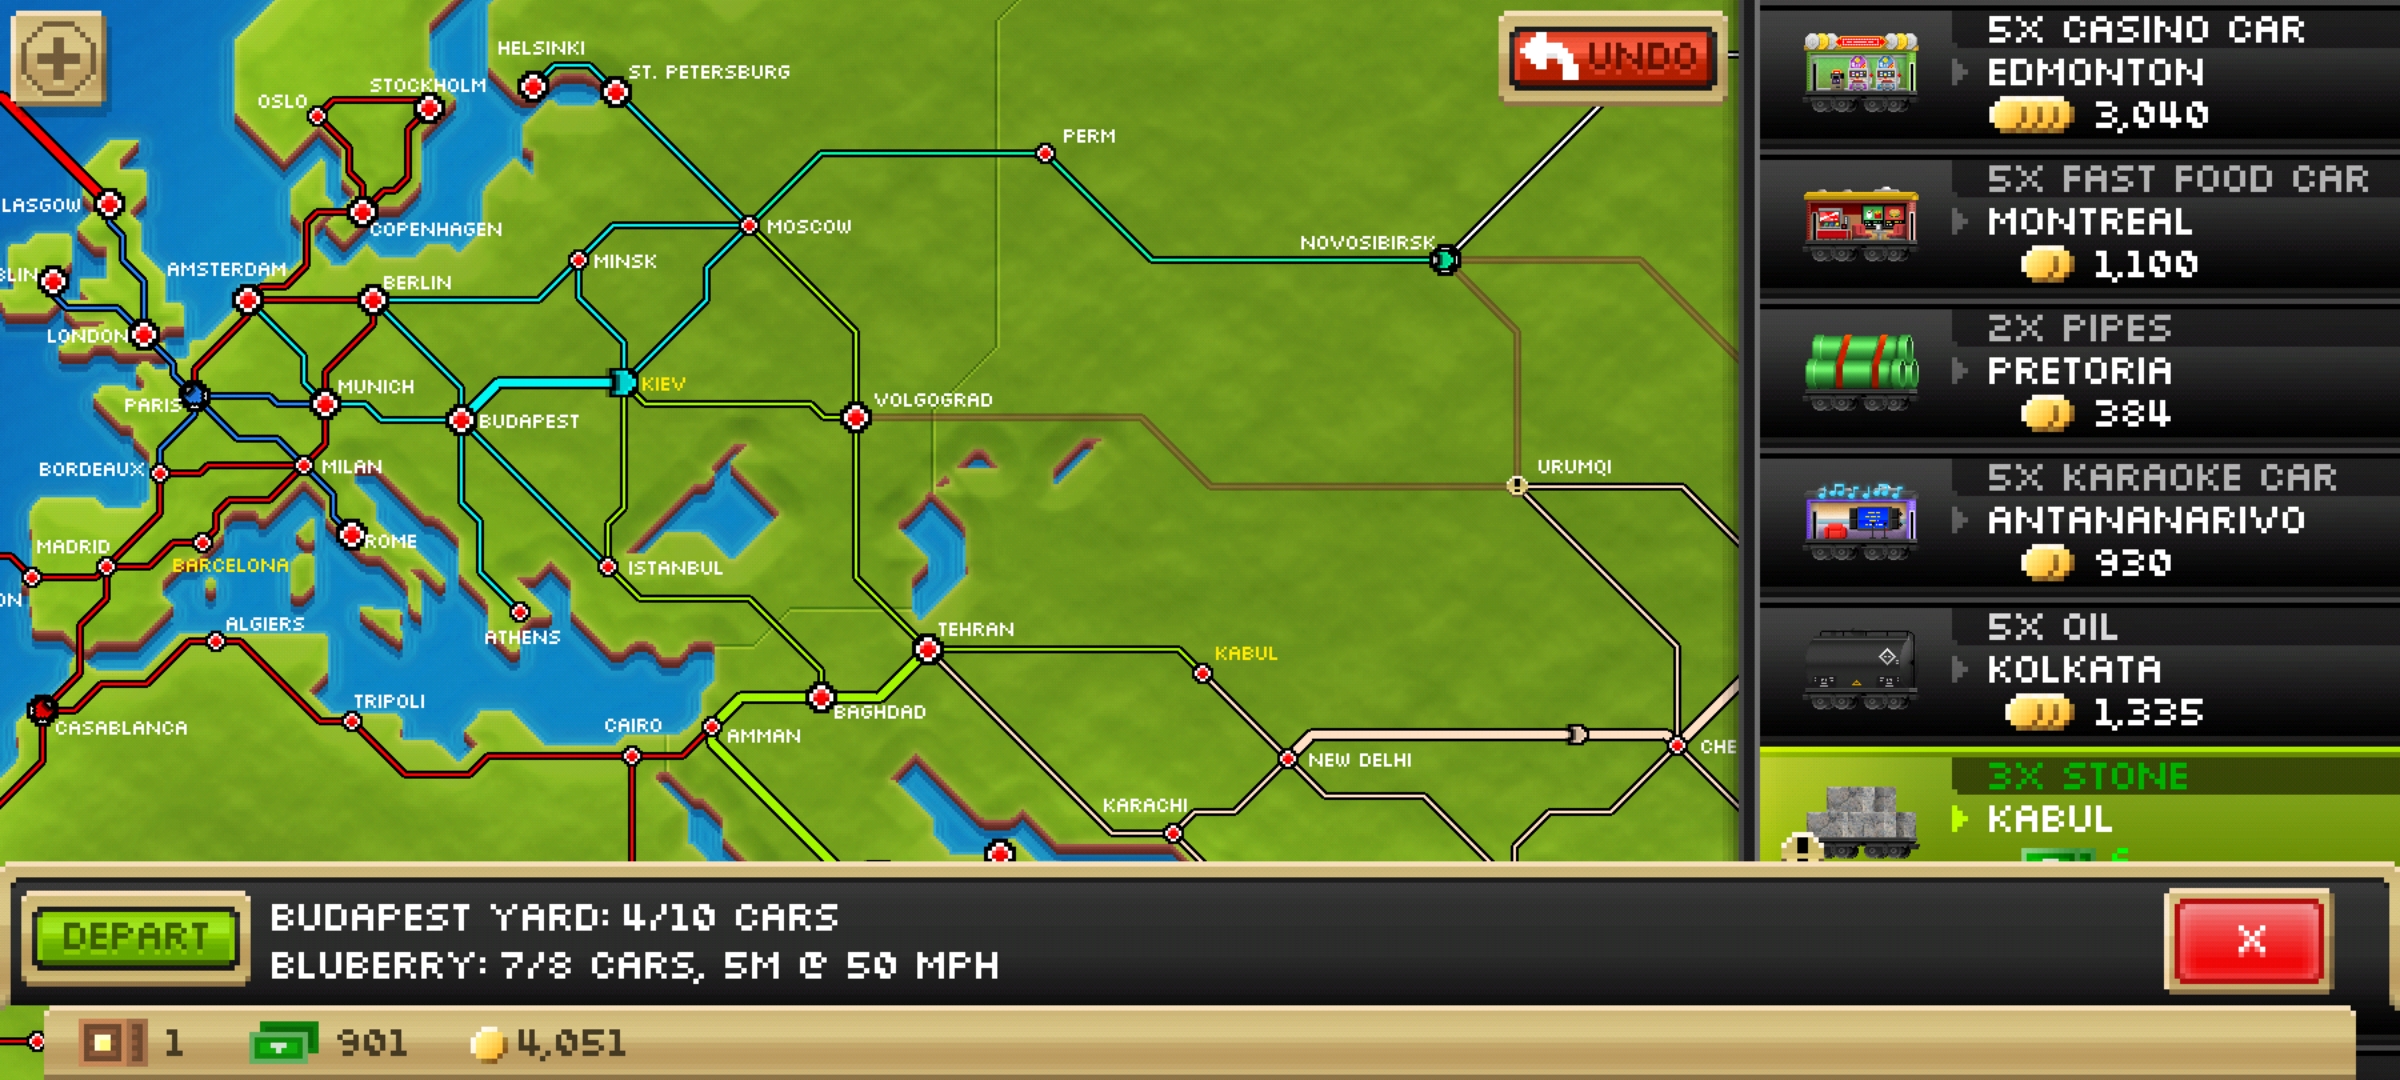 HELSINKI
ST. PETERSBURG
STOCKHOLM
OSLO
PERM
LASGOW
COPENHAGEN
MOSCOW
NOVOSIBIRSK
MINSK
AMSTERDAM
BLIN
BERLIN
LONDON
MUNICH
KIEV
PARIS
BUDAPEST
VOLGOGRAD
BORDEAUX
MILAN
URUMQI
MADRID
ROME
BARCELONA
ISTANBUL
ON
ALGIERS
ATHENS
TEHRAN
KABUL
TRIPOLI
CASABLANCA
CAIRO
BAGHDAD
AMMAN
NEW DELHI
CHE
KARACHI
UNDO
5X CASINO CAR
EDMONTON
3,040
5X FAST FOOD CAR
MONTREAL
1,100
2X PIPES
PRETORIA
384
5X KARAOKE CAR
ANTANANARIVO
930
5X OIL
KOLKATA
1,335
3X STONE
KABUL
DEPART
BUDAPEST YARD: 4/10 CARS
BLUBERRY: 7/8 CARS, 5M @ 50 MPH
X
1
901
4,051